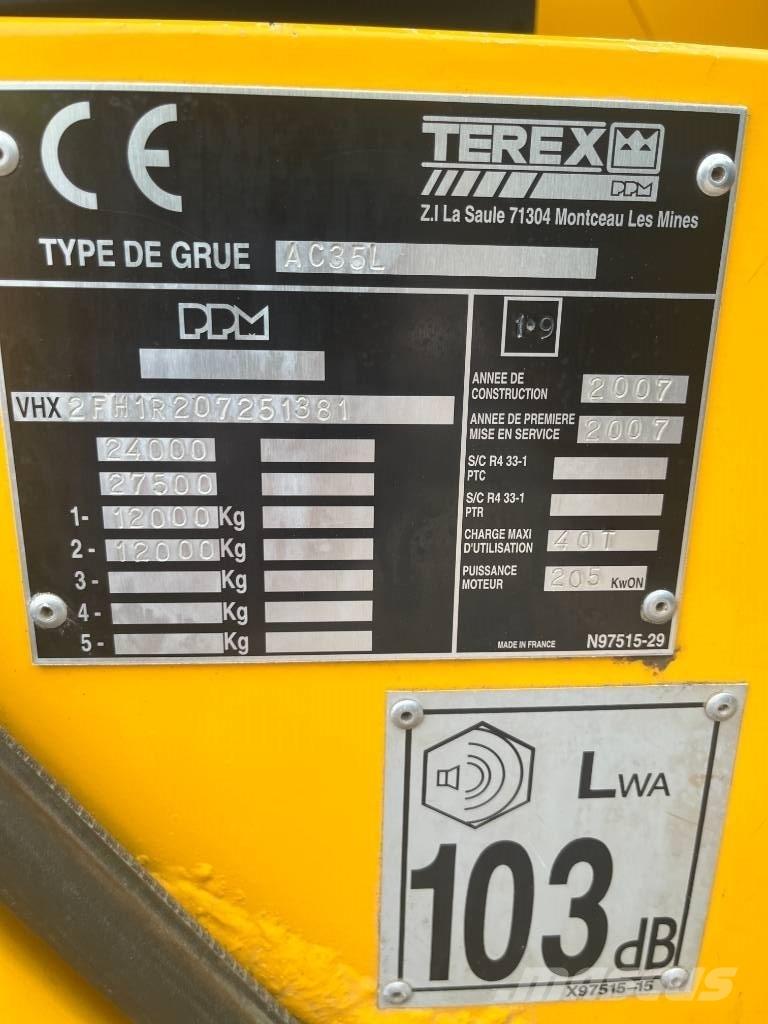 CE
TEREX
PPM
Z.I La Saule 71304 Montceau Les Mines
TYPE DE GRUE AC35L
PPM
VHX 2FH1R207251381
24000
27500
1- 12000 Kg
2- 12000 Kg
3- Kg
4- Kg
5- Kg
1·9
ANNEE DE
CONSTRUCTION 2007
ANNEE DE PREMIERE
MISE EN SERVICE 2007
S/C R4 33-1
PTC
S/C R4 33-1
PTR
CHARGE MAXI
D'UTILISATION 40T
PUISSANCE
MOTEUR 205 KwON
MADE IN FRANCE N97515-29
LWA
103 dB
X97515-15
Mascus